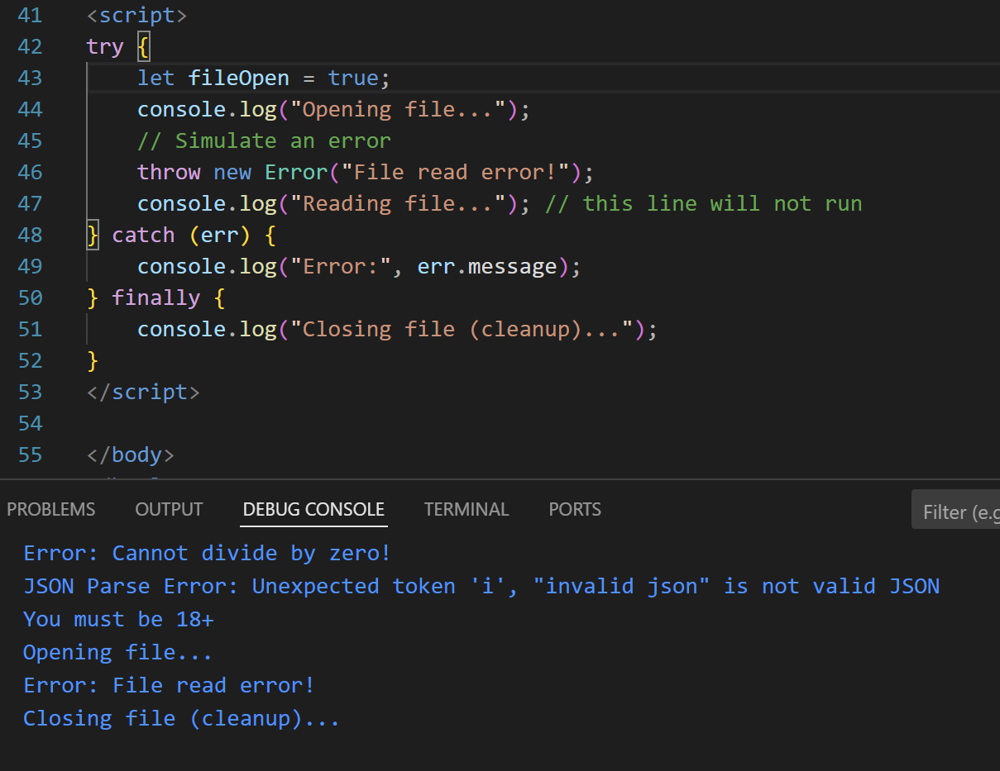 41 <script>
42 try {
43     let fileOpen = true;
44     console.log("Opening file...");
45     // Simulate an error
46     throw new Error("File read error!");
47     console.log("Reading file..."); // this line will not run
48 } catch (err) {
49     console.log("Error:", err.message);
50 } finally {
51     console.log("Closing file (cleanup)...");
52 }
53 </script>
54
55 </body>
PROBLEMS OUTPUT DEBUG CONSOLE TERMINAL PORTS Filter (e.g
Error: Cannot divide by zero!
JSON Parse Error: Unexpected token 'i', "invalid json" is not valid JSON
You must be 18+
Opening file...
Error: File read error!
Closing file (cleanup)...